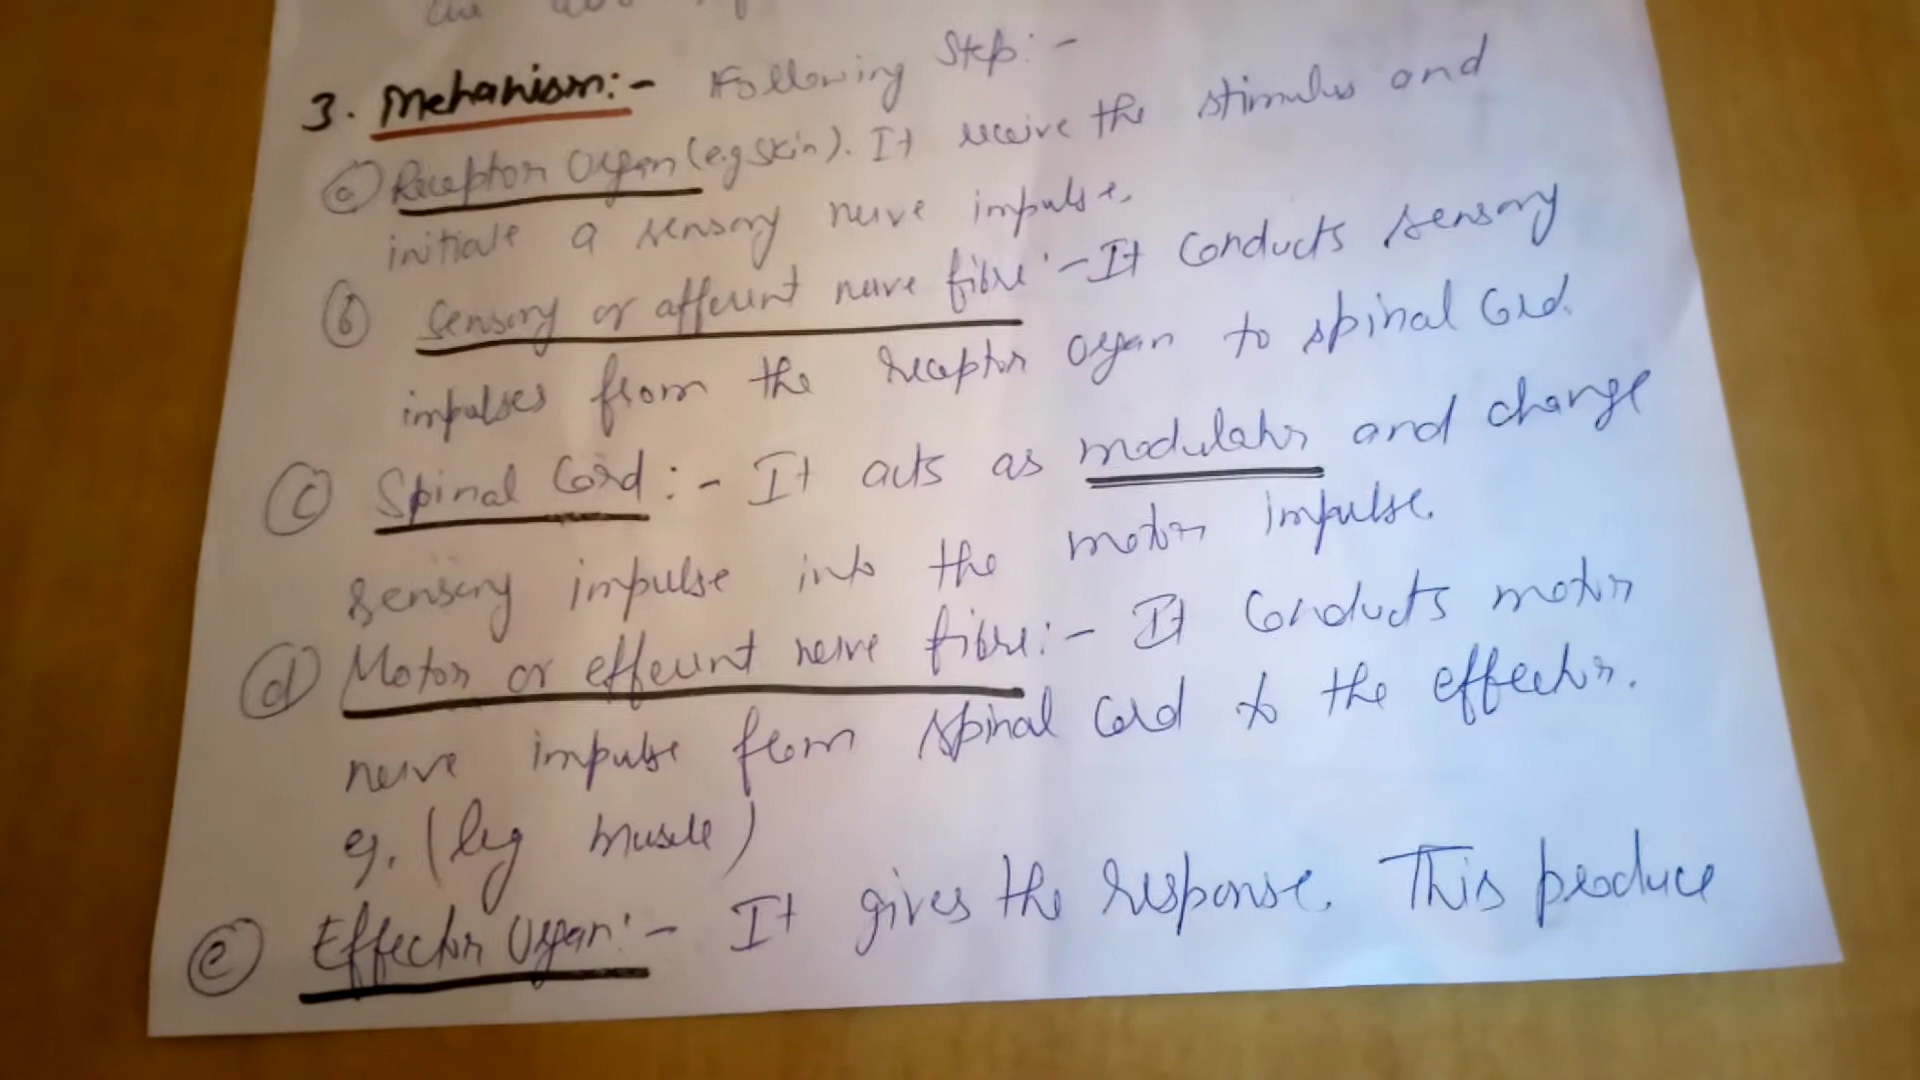 3. Mehanism:- Following Step:-
(a) Receptor Organ (e.g skin). It receive the stimulus and
initiate a sensory nerve impulse.
(b) Sensory or afferent nerve fibre:- It Conducts sensory
impulses from the receptor organ to spinal Cord.
(c) Spinal Cord:- It acts as modulator and change
sensory impulse into the motor impulse.
(d) Motor or efferent nerve fibre:- It Conducts motor
nerve impulse from spinal Cord to the effector.
eg. (leg muscle)
(e) Effector Organ:- It gives the response. This produce